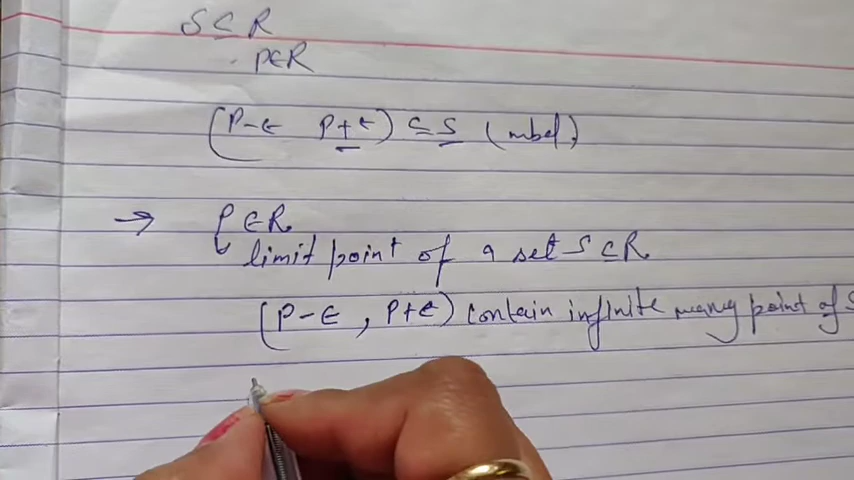 S ⊆ R
P∈R
(P-ϵ P+ϵ) ⊆ S (nbd.)
→ P∈R.
limit point of a set S ⊆ R
(P-ϵ, P+ϵ) contain infinite many point of S